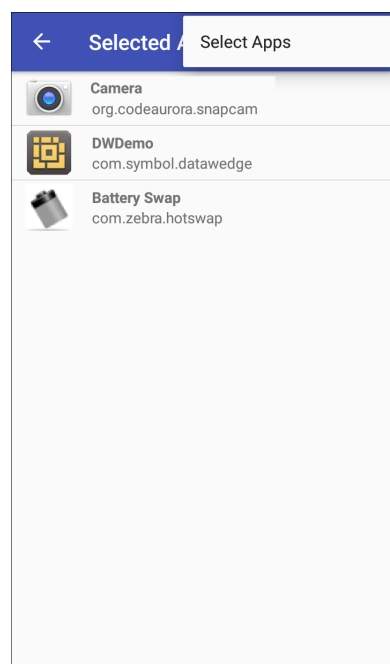 Selected A
Select Apps
Camera
org.codeaurora.snapcam
DWDemo
com.symbol.datawedge
Battery Swap
com.zebra.hotswap